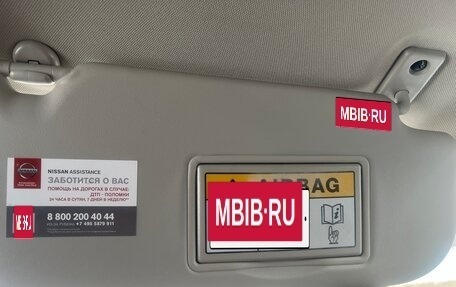 MBIB·RU
NISSAN ASSISTANCE
ЗАБОТИТСЯ О ВАС
ПОМОЩЬ НА ДОРОГАХ В СЛУЧАЕ:
ДТП - ПОЛОМКИ
24 ЧАСА В СУТКИ, 7 ДНЕЙ В НЕДЕЛЮ**
8 800 200 40 44
+7 495 5879 911
AIRBAG
MBIB·RU